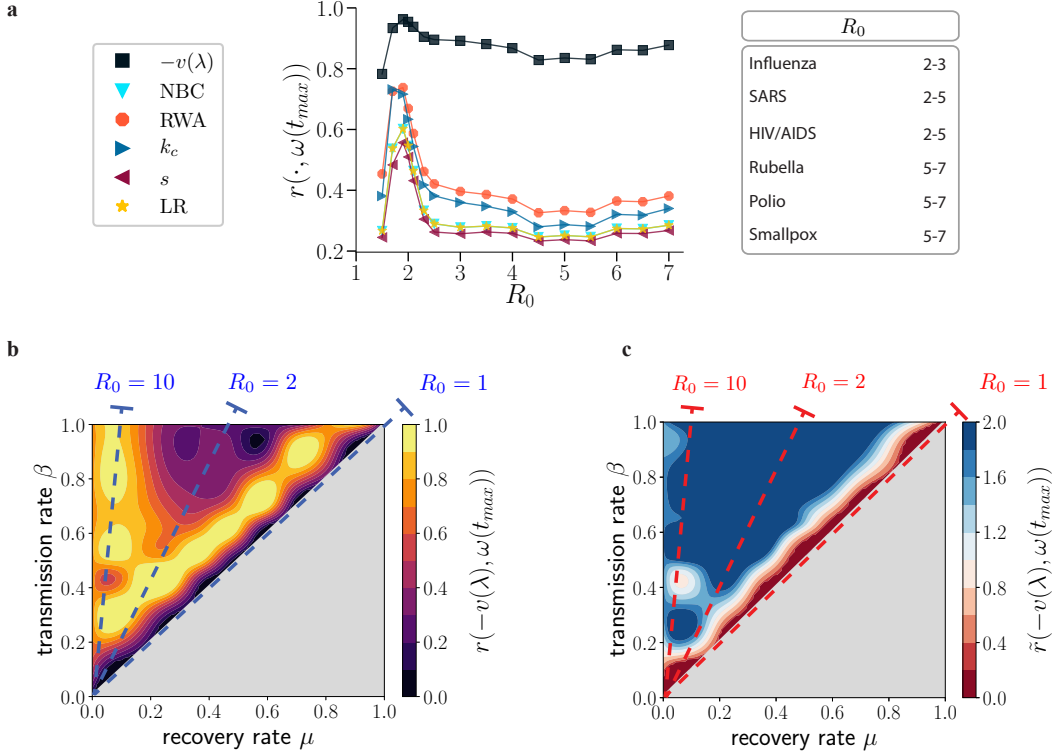 a
−v(λ)
NBC
RWA
k_c
s
LR
r(·, ω(t_max))
1.0
0.8
0.6
0.4
0.2
1 2 3 4 5 6 7
R_0
R_0
Influenza 2-3
SARS 2-5
HIV/AIDS 2-5
Rubella 5-7
Polio 5-7
Smallpox 5-7
b
R_0 = 10 R_0 = 2 R_0 = 1
transmission rate β
1.0
0.8
0.6
0.4
0.2
0.0
0.0 0.2 0.4 0.6 0.8 1.0
recovery rate μ
1.0
0.8
0.6
0.4
0.2
0.0
r(−v(λ), ω(t_max))
c
R_0 = 10 R_0 = 2 R_0 = 1
transmission rate β
1.0
0.8
0.6
0.4
0.2
0.0
0.0 0.2 0.4 0.6 0.8 1.0
recovery rate μ
2.0
1.6
1.2
0.8
0.4
0.0
r̃(−v(λ), ω(t_max))